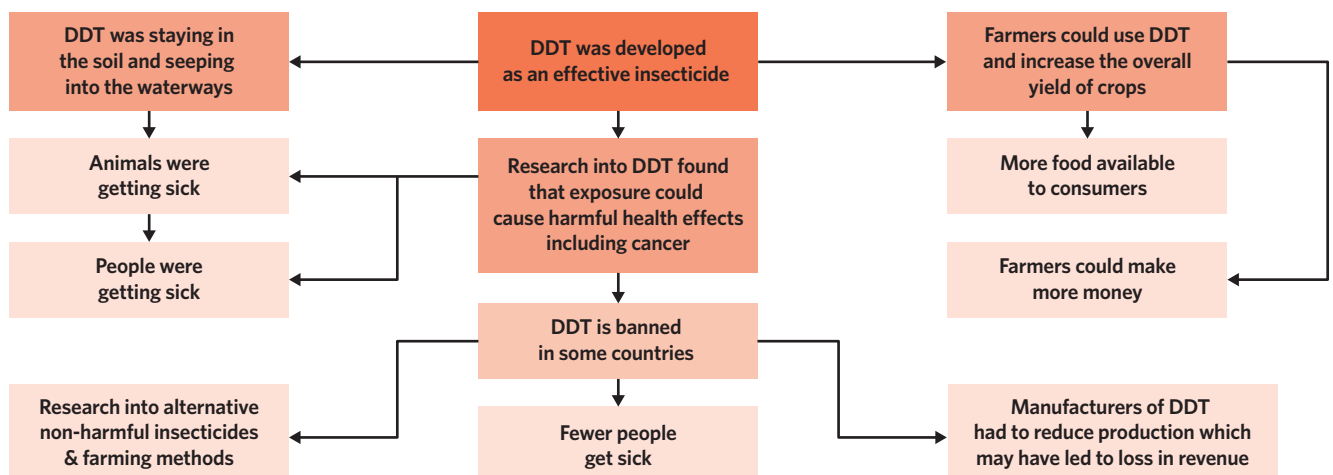 DDT was staying in
the soil and seeping
into the waterways
DDT was developed
as an effective insecticide
Farmers could use DDT
and increase the overall
yield of crops
Animals were
getting sick
Research into DDT found
that exposure could
cause harmful health effects
including cancer
More food available
to consumers
People were
getting sick
Farmers could make
more money
DDT is banned
in some countries
Research into alternative
non-harmful insecticides
& farming methods
Fewer people
get sick
Manufacturers of DDT
had to reduce production which
may have led to loss in revenue